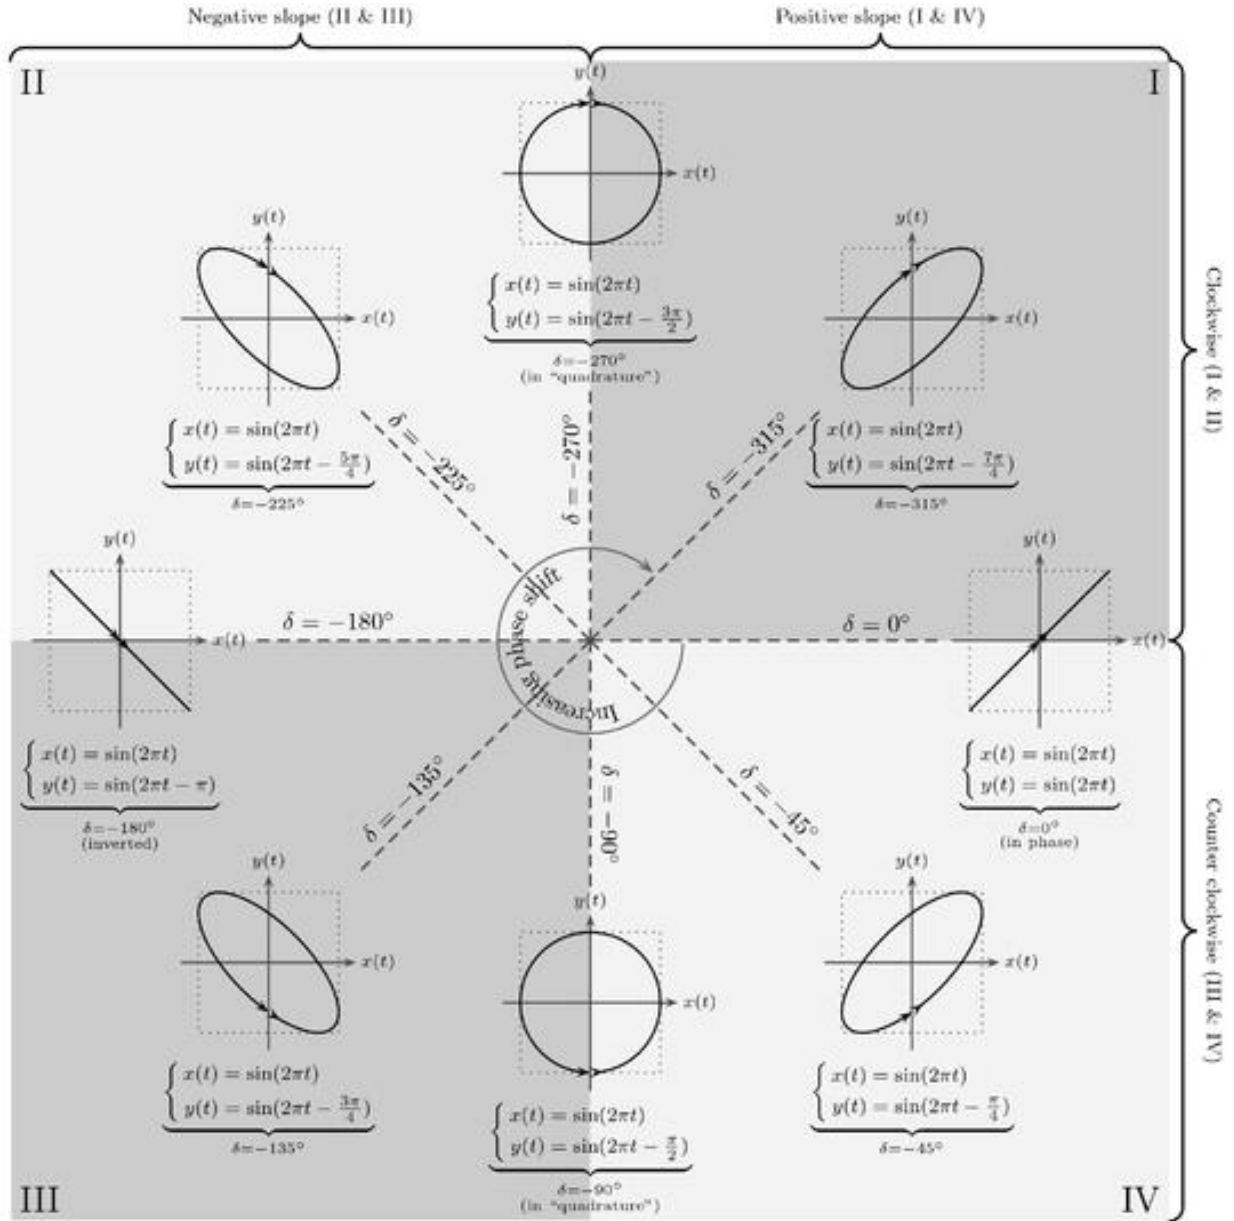 Negative slope (II & III)
Positive slope (I & IV)
II
I
y(t)
x(t)
x(t) = sin(2πt)
y(t) = sin(2πt − 3π/2)
δ=−270°
(in "quadrature")
y(t)
x(t)
x(t) = sin(2πt)
y(t) = sin(2πt − 5π/4)
δ=−225°
y(t)
x(t)
x(t) = sin(2πt)
y(t) = sin(2πt − 7π/4)
δ=−315°
Clockwise (I & II)
δ = −225°
δ = −270°
δ = −315°
y(t)
x(t)
x(t) = sin(2πt)
y(t) = sin(2πt − π)
δ=−180°
(inverted)
δ = −180°
Increasing phase shift
δ = 0°
y(t)
x(t)
x(t) = sin(2πt)
y(t) = sin(2πt)
δ=0°
(in phase)
δ = −135°
δ = −90°
δ = −45°
Counter clockwise (III & IV)
y(t)
x(t)
x(t) = sin(2πt)
y(t) = sin(2πt − 3π/4)
δ=−135°
y(t)
x(t)
x(t) = sin(2πt)
y(t) = sin(2πt − π/2)
δ=−90°
(in "quadrature")
y(t)
x(t)
x(t) = sin(2πt)
y(t) = sin(2πt − π/4)
δ=−45°
III
IV